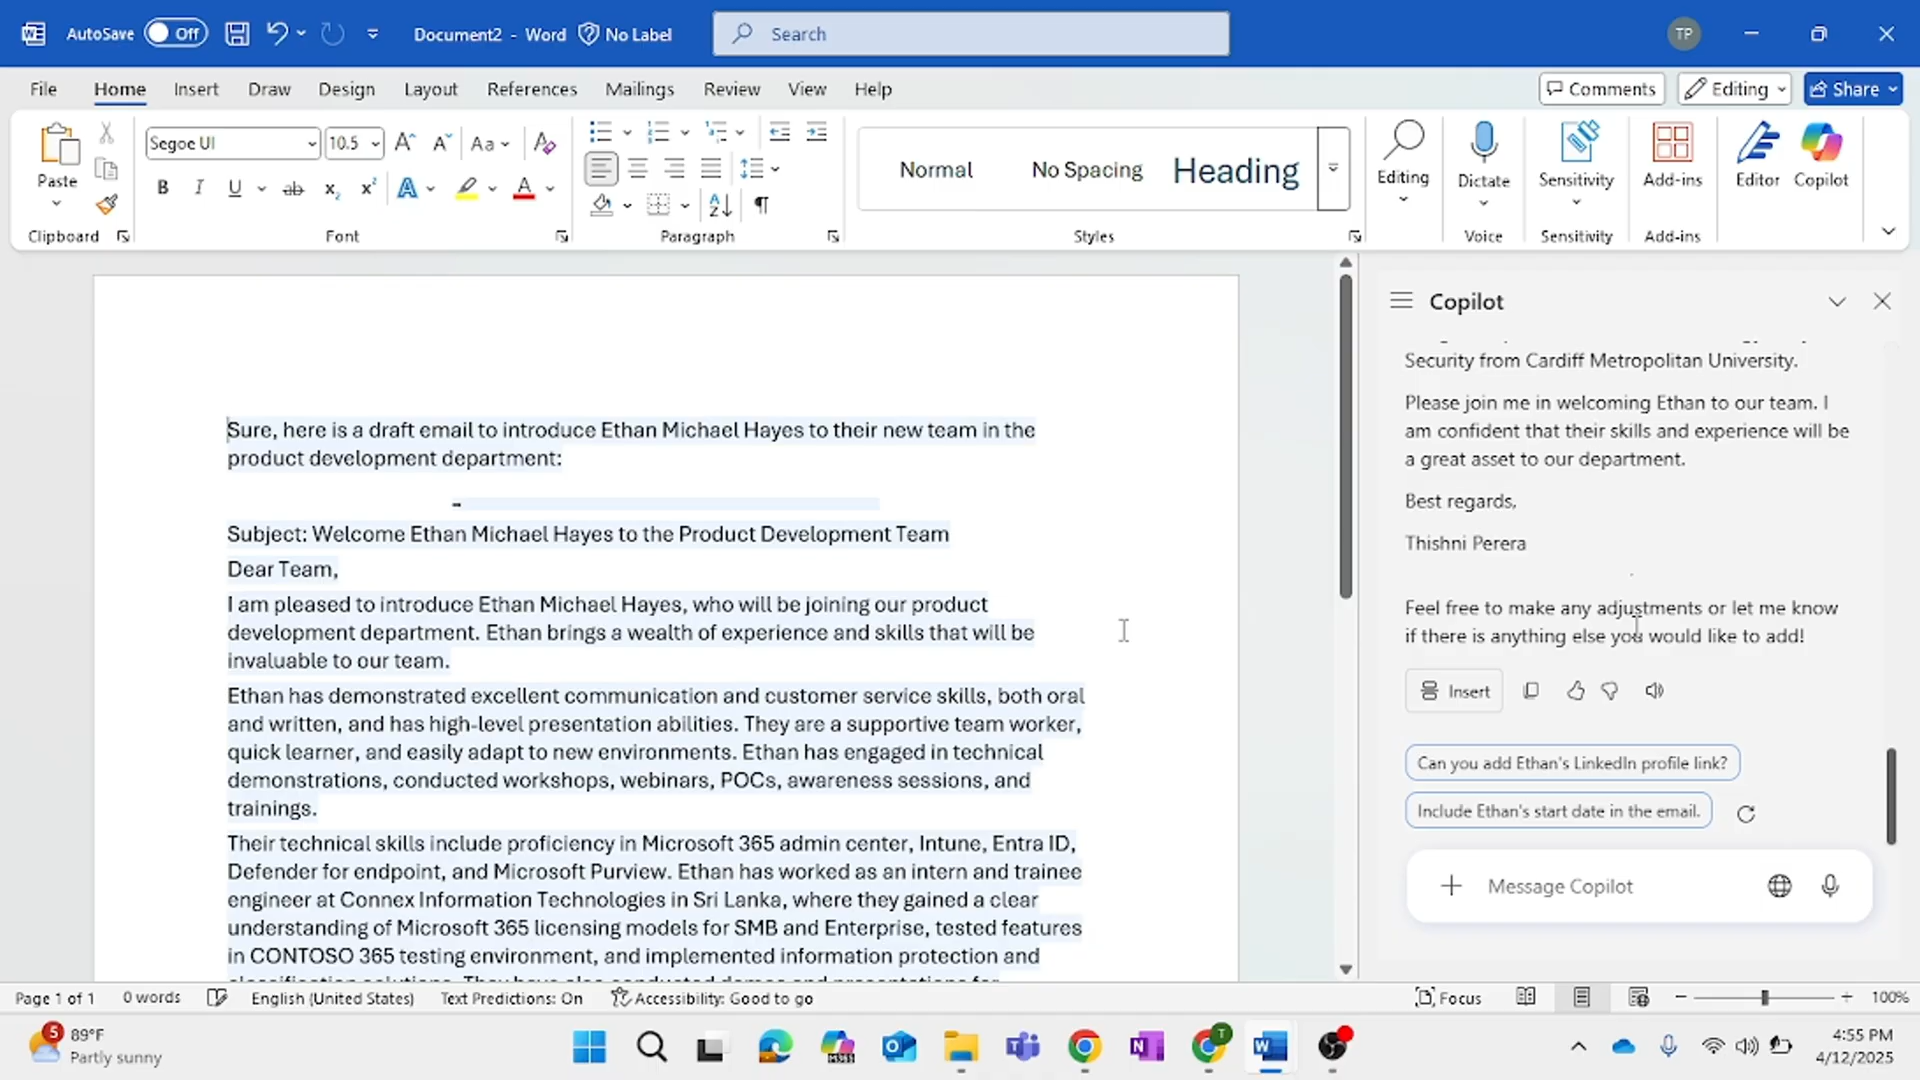 AutoSave Off Document2 - Word No Label Search TP
File Home Insert Draw Design Layout References Mailings Review View Help Comments Editing Share
Paste Segoe UI 10.5 Aa Normal No Spacing Heading Editing Dictate Sensitivity Add-ins Editor Copilot
B I U ab x₂ x² A A A Z ¶
Clipboard Font Paragraph Styles Voice Sensitivity Add-ins
Sure, here is a draft email to introduce Ethan Michael Hayes to their new team in the
product development department:
Subject: Welcome Ethan Michael Hayes to the Product Development Team
Dear Team,
I am pleased to introduce Ethan Michael Hayes, who will be joining our product
development department. Ethan brings a wealth of experience and skills that will be
invaluable to our team.
Ethan has demonstrated excellent communication and customer service skills, both oral
and written, and has high-level presentation abilities. They are a supportive team worker,
quick learner, and easily adapt to new environments. Ethan has engaged in technical
demonstrations, conducted workshops, webinars, POCs, awareness sessions, and
trainings.
Their technical skills include proficiency in Microsoft 365 admin center, Intune, Entra ID,
Defender for endpoint, and Microsoft Purview. Ethan has worked as an intern and trainee
engineer at Connex Information Technologies in Sri Lanka, where they gained a clear
understanding of Microsoft 365 licensing models for SMB and Enterprise, tested features
in CONTOSO 365 testing environment, and implemented information protection and
Copilot
Security from Cardiff Metropolitan University.
Please join me in welcoming Ethan to our team. I
am confident that their skills and experience will be
a great asset to our department.
Best regards,
Thishni Perera
Feel free to make any adjustments or let me know
if there is anything else you would like to add!
Insert
Can you add Ethan's LinkedIn profile link?
Include Ethan's start date in the email.
Message Copilot
Page 1 of 1 0 words English (United States) Text Predictions: On Accessibility: Good to go Focus 100%
5 89°F
Partly sunny
4:55 PM
4/12/2025